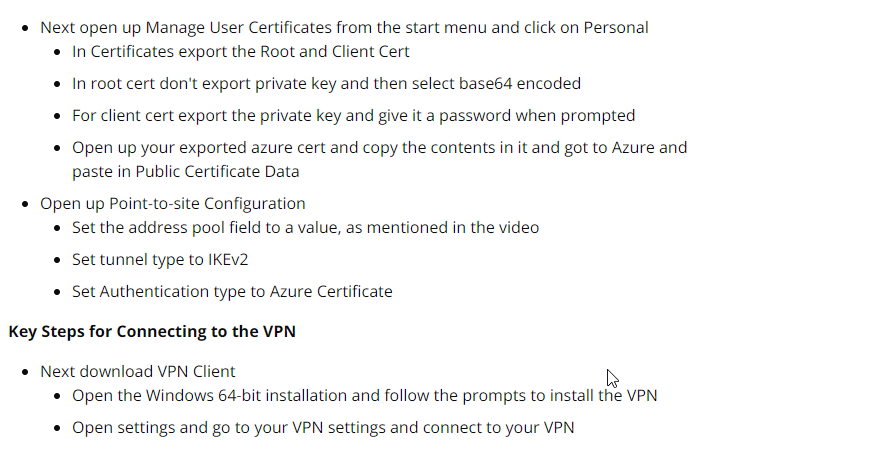 Next open up Manage User Certificates from the start menu and click on Personal
In Certificates export the Root and Client Cert
In root cert don't export private key and then select base64 encoded
For client cert export the private key and give it a password when prompted
Open up your exported azure cert and copy the contents in it and got to Azure and
paste in Public Certificate Data
Open up Point-to-site Configuration
Set the address pool field to a value, as mentioned in the video
Set tunnel type to IKEv2
Set Authentication type to Azure Certificate
Key Steps for Connecting to the VPN
Next download VPN Client
Open the Windows 64-bit installation and follow the prompts to install the VPN
Open settings and go to your VPN settings and connect to your VPN